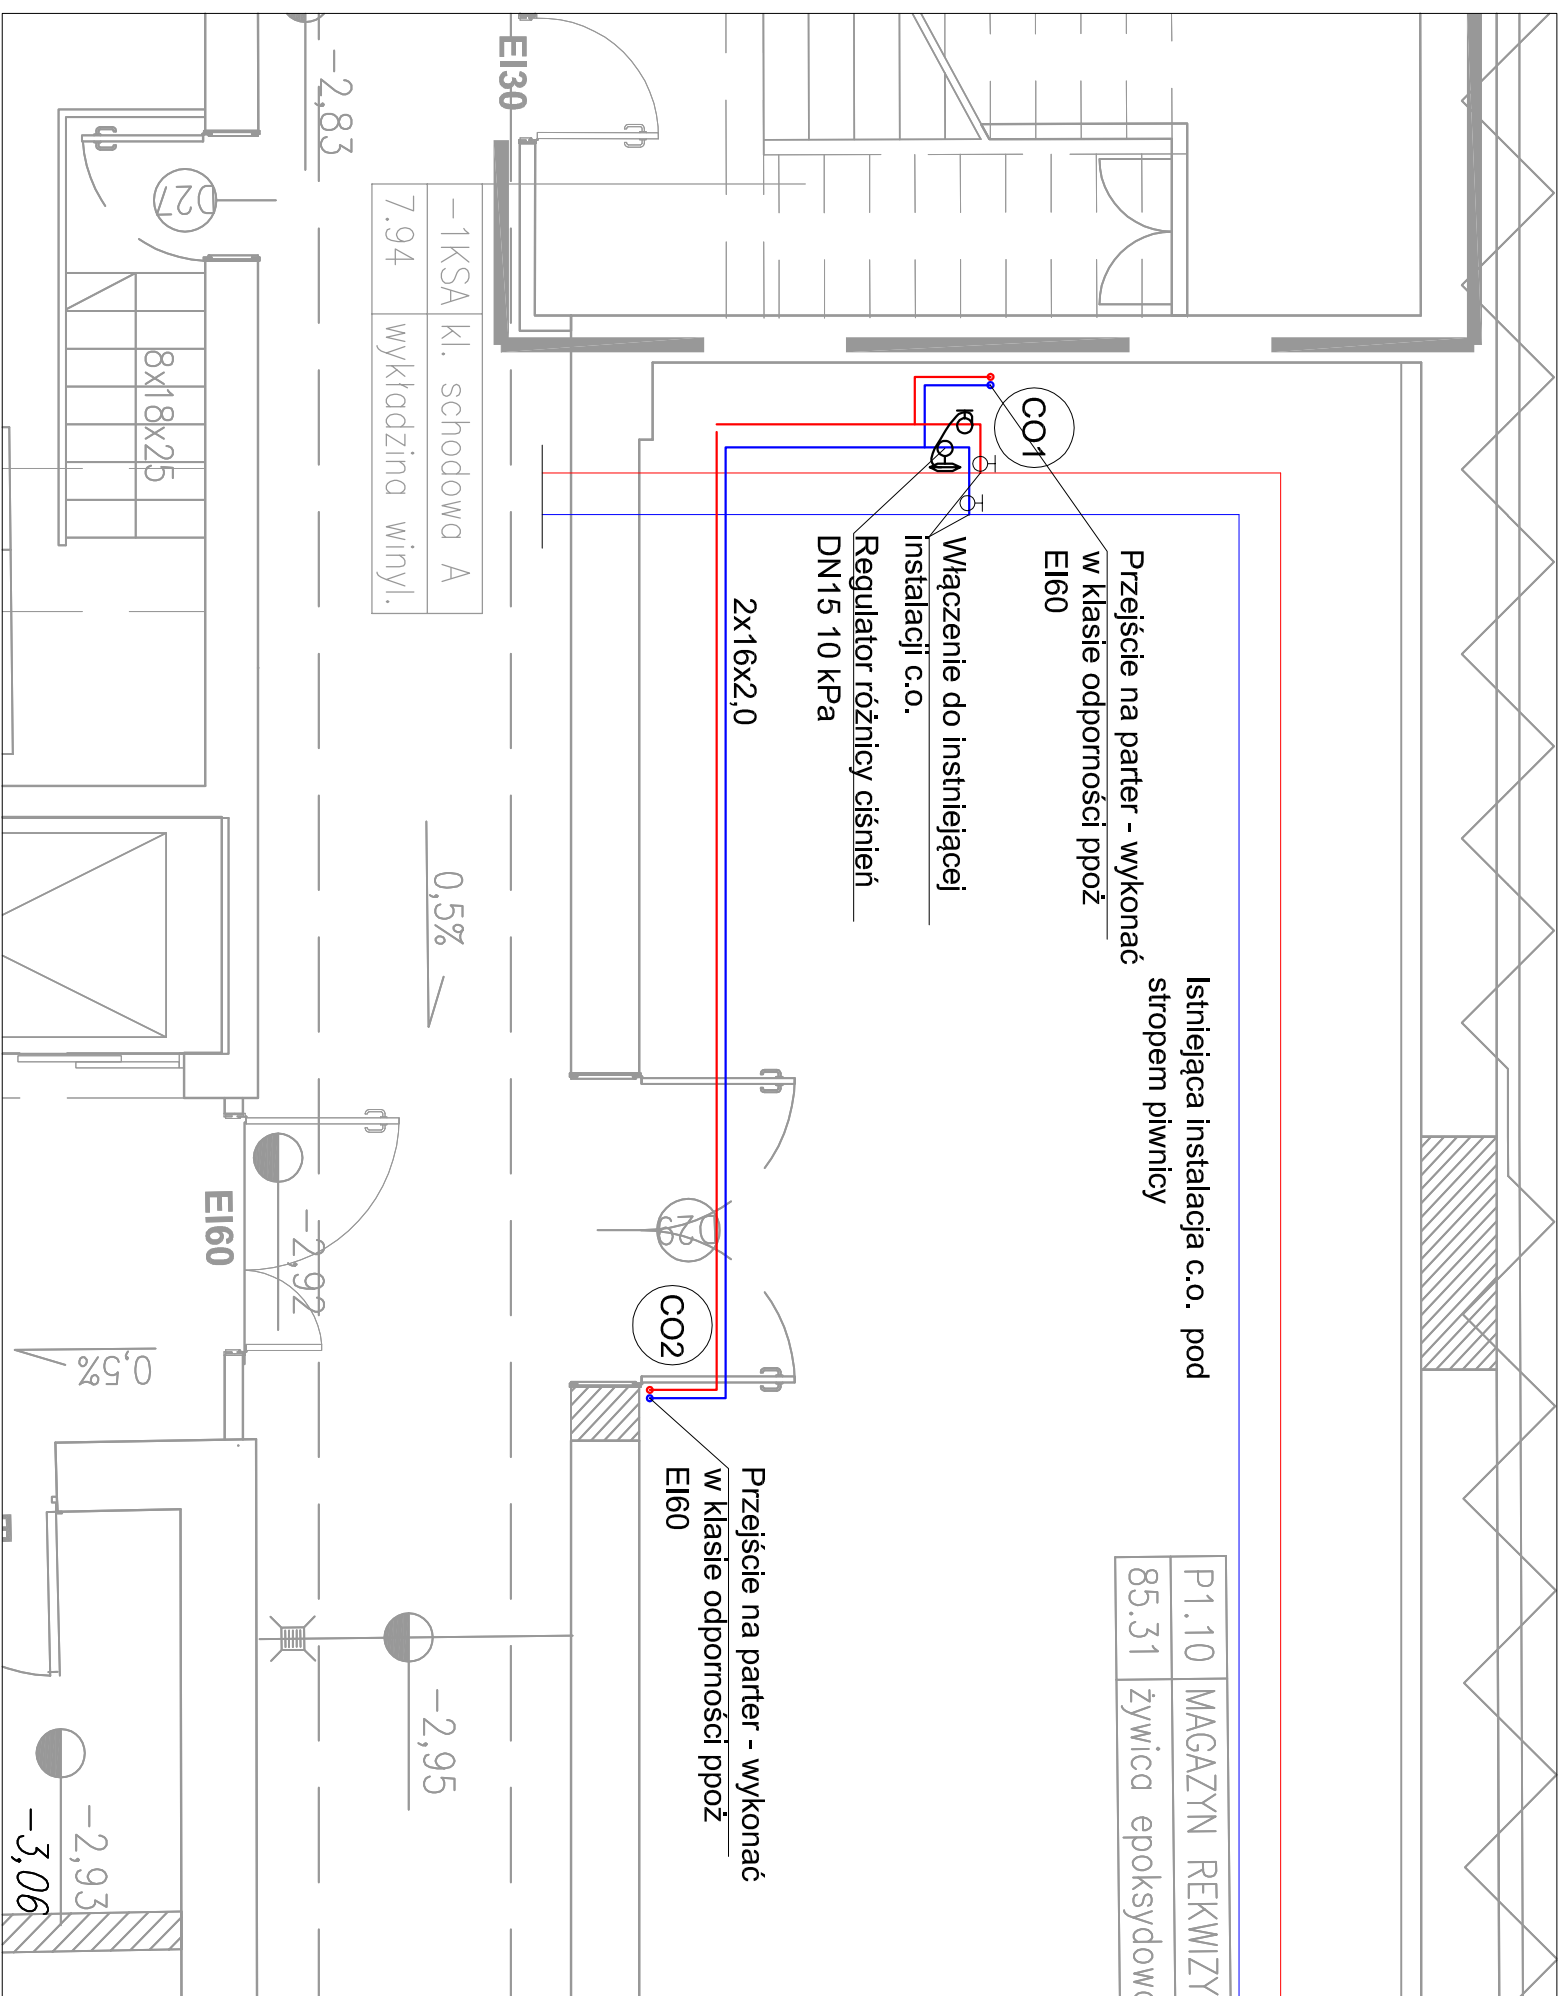 EI30
-2,83
D27
-1KSA kl. schodowa A
7.94 wykładzina winyl.
8x18x25
CO1
Przejście na parter - wykonać
w klasie odporności ppoż
EI60
Włączenie do instniejącej
instalacji c.o.
Regulator różnicy ciśnień
DN15 10 kPa
2x16x2,0
Istniejąca instalacja c.o. pod
stropem piwnicy
0,5%
D29
EI60
-2,92
CO2
0,5%
Przejście na parter - wykonać
w klasie odporności ppoż
EI60
P1.10 MAGAZYN REKWIZY
85.31 żywica epoksydowa
-2,95
-2,93
-3,06